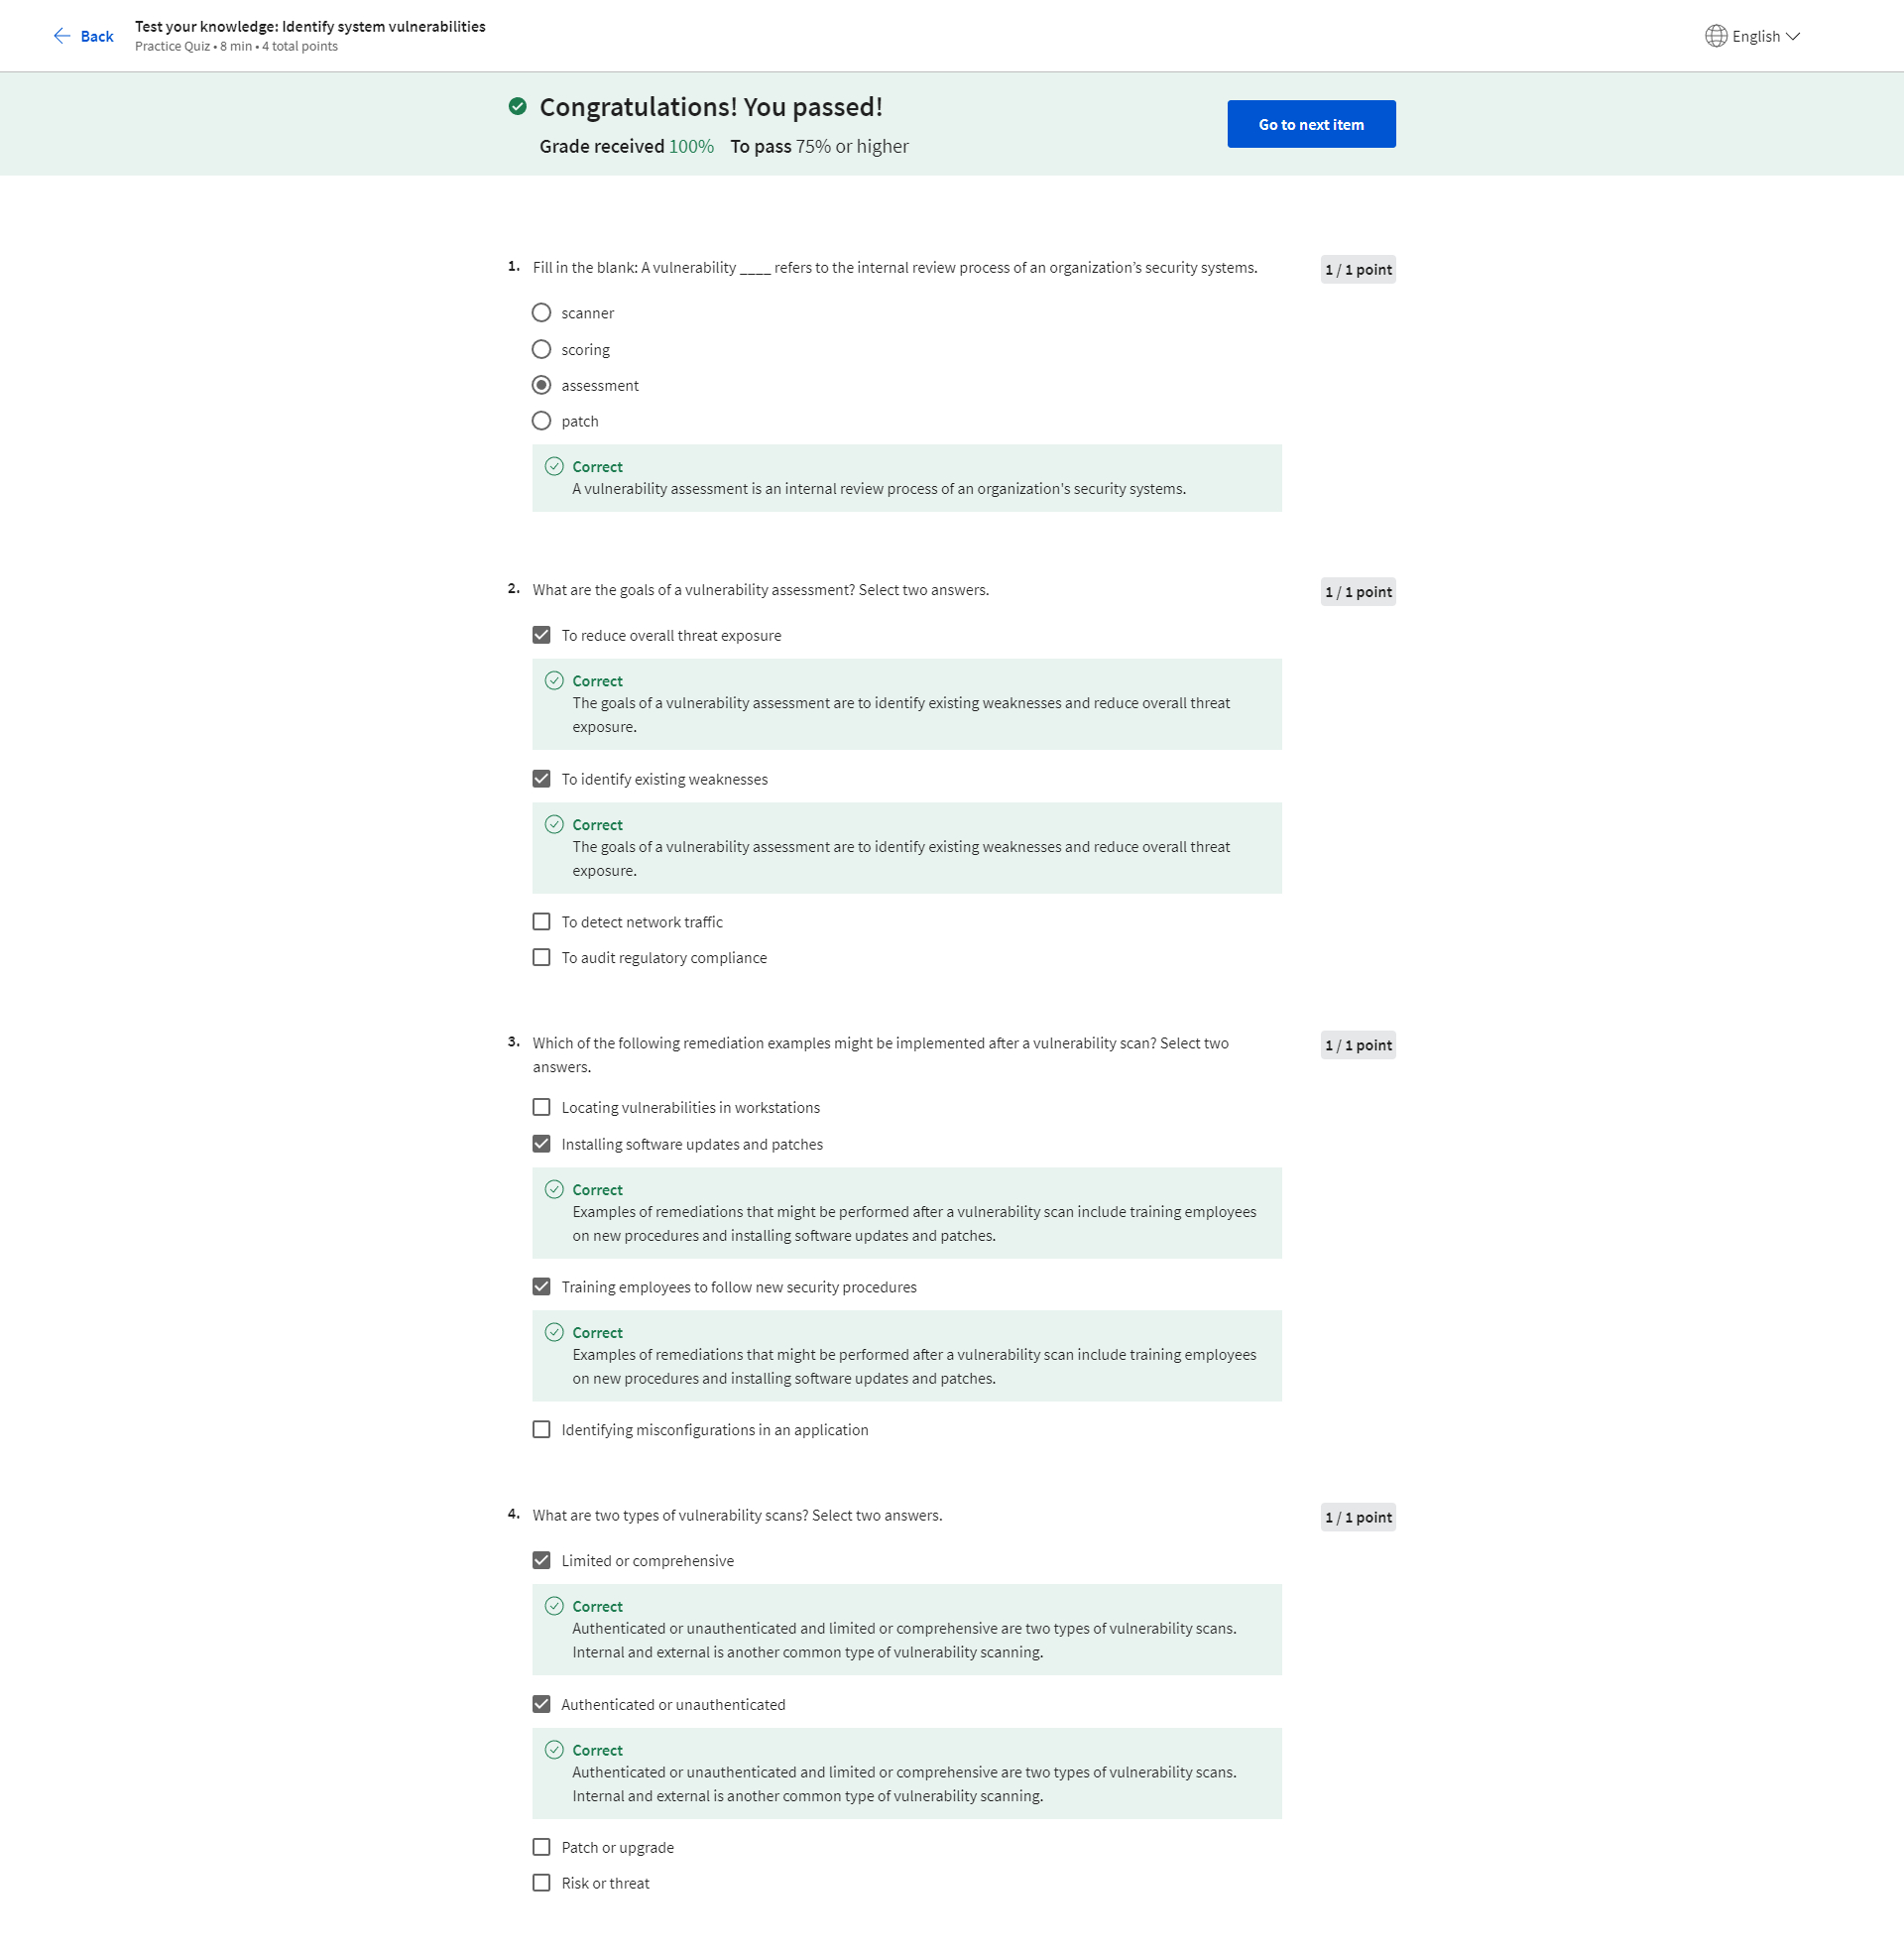 Back
Test your knowledge: Identify system vulnerabilities
Practice Quiz • 8 min • 4 total points
English
Congratulations! You passed!
Grade received 100% To pass 75% or higher
Go to next item
1. Fill in the blank: A vulnerability ____ refers to the internal review process of an organization’s security systems.
1 / 1 point
scanner
scoring
assessment
patch
Correct
A vulnerability assessment is an internal review process of an organization's security systems.
2. What are the goals of a vulnerability assessment? Select two answers.
1 / 1 point
To reduce overall threat exposure
Correct
The goals of a vulnerability assessment are to identify existing weaknesses and reduce overall threat
exposure.
To identify existing weaknesses
Correct
The goals of a vulnerability assessment are to identify existing weaknesses and reduce overall threat
exposure.
To detect network traffic
To audit regulatory compliance
3. Which of the following remediation examples might be implemented after a vulnerability scan? Select two
answers.
1 / 1 point
Locating vulnerabilities in workstations
Installing software updates and patches
Correct
Examples of remediations that might be performed after a vulnerability scan include training employees
on new procedures and installing software updates and patches.
Training employees to follow new security procedures
Correct
Examples of remediations that might be performed after a vulnerability scan include training employees
on new procedures and installing software updates and patches.
Identifying misconfigurations in an application
4. What are two types of vulnerability scans? Select two answers.
1 / 1 point
Limited or comprehensive
Correct
Authenticated or unauthenticated and limited or comprehensive are two types of vulnerability scans.
Internal and external is another common type of vulnerability scanning.
Authenticated or unauthenticated
Correct
Authenticated or unauthenticated and limited or comprehensive are two types of vulnerability scans.
Internal and external is another common type of vulnerability scanning.
Patch or upgrade
Risk or threat